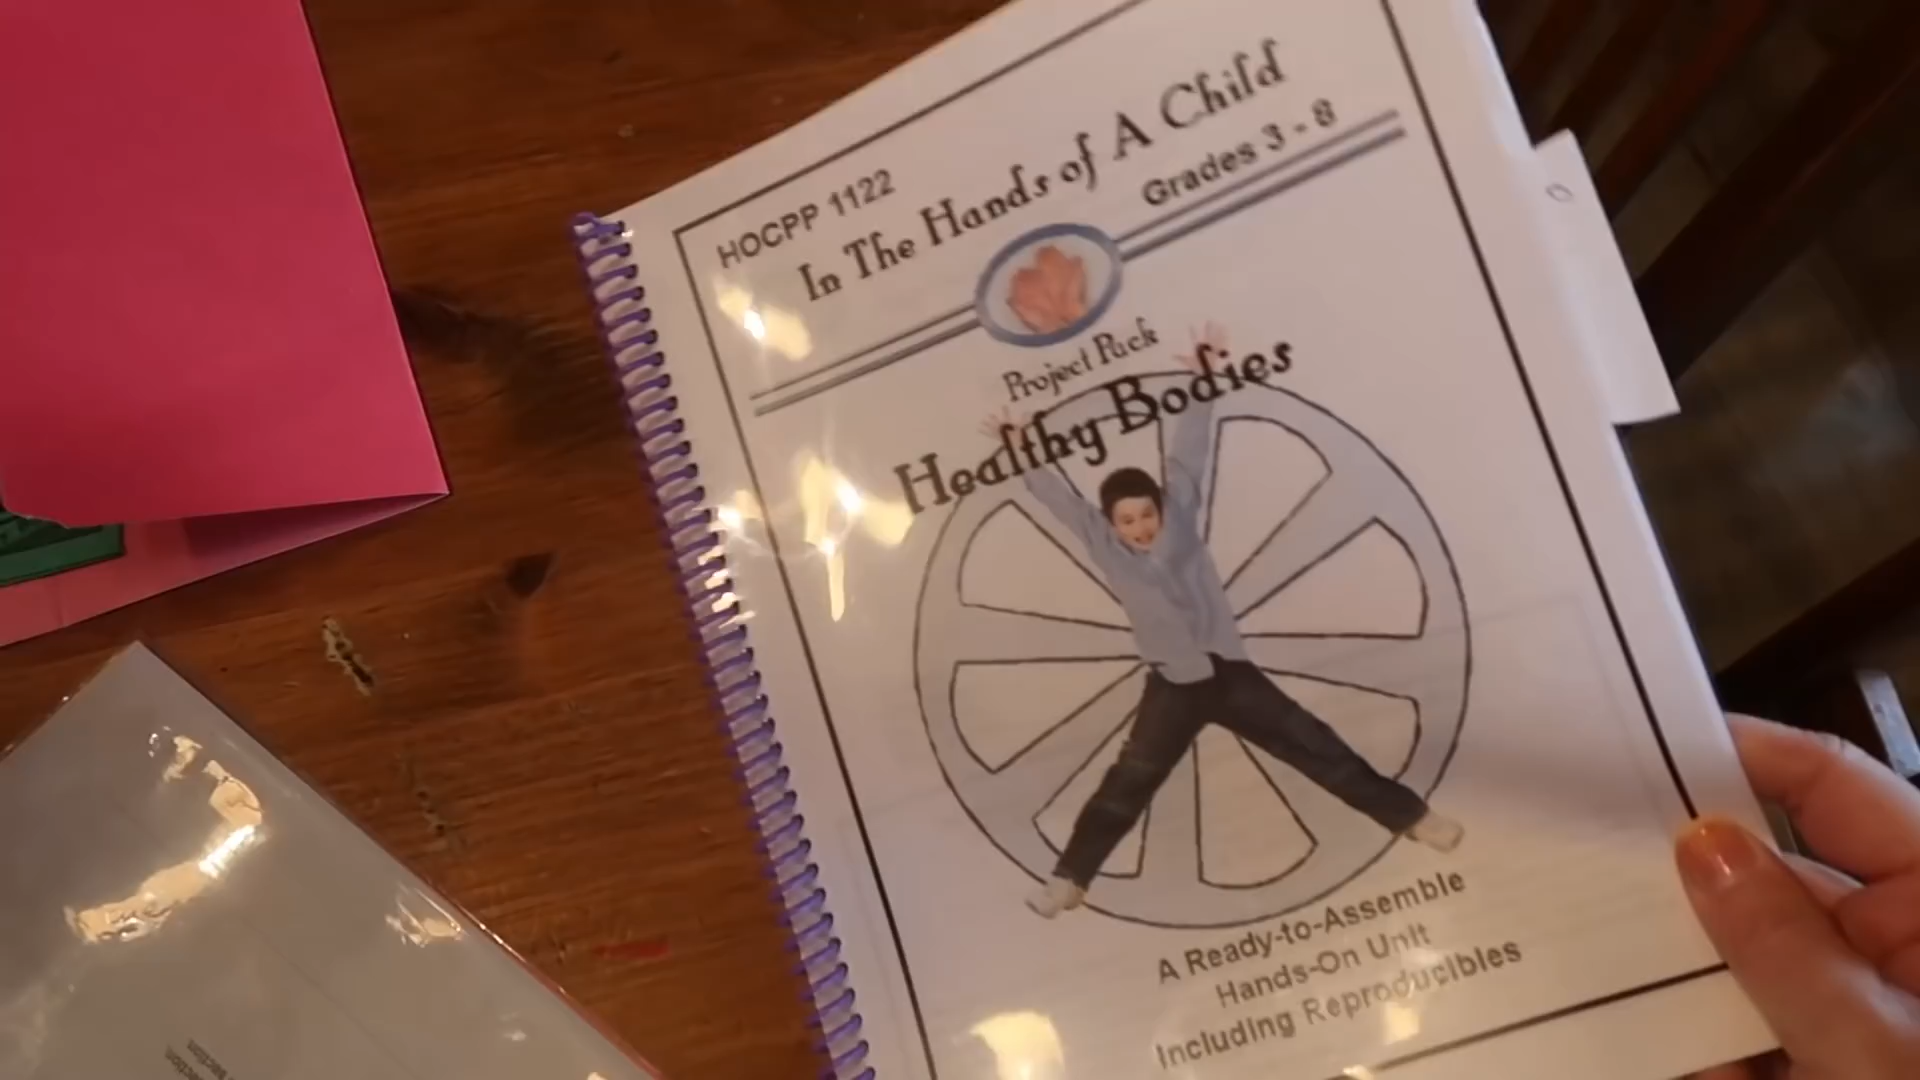 HOCPP 1122
In The Hands of A Child
Grades 3 - 8
Project Pack
Healthy Bodies
A Ready-to-Assemble
Hands-On Unit
Including Reproducibles